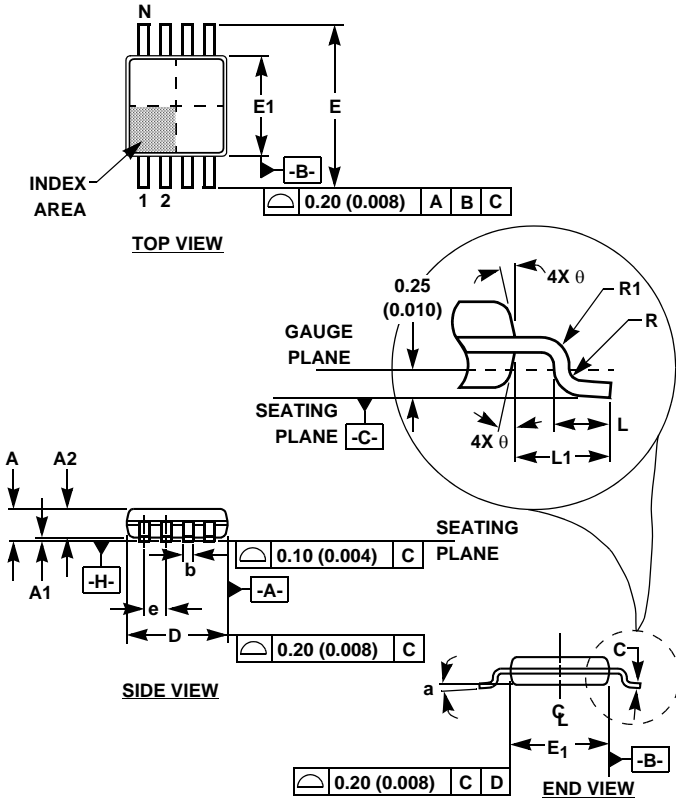 N
E1
E
-B-
INDEX
AREA
1 2
0.20 (0.008) A B C
TOP VIEW
0.25
(0.010)
4X θ
R1
R
GAUGE
PLANE
SEATING
PLANE -C-
4X θ
L
L1
A A2
SEATING
PLANE
0.10 (0.004) C
b
-H-
A1
-A-
e
D
0.20 (0.008) C
SIDE VIEW
C
a
CL
E1
-B-
0.20 (0.008) C D
END VIEW